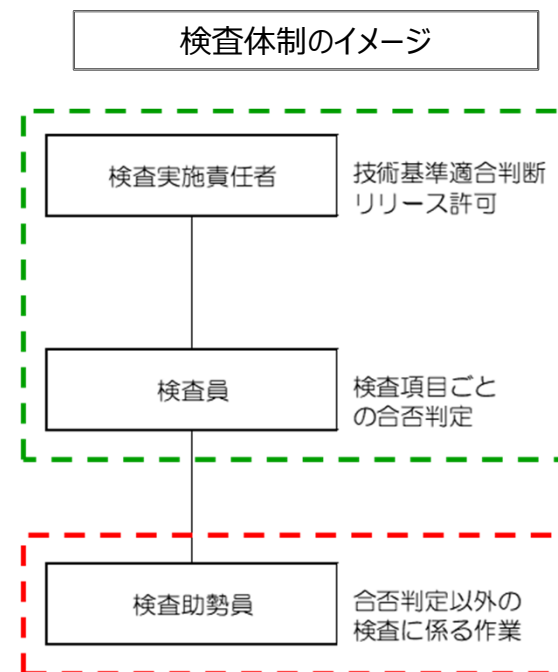 検査体制のイメージ
検査実施責任者
技術基準適合判断
リリース許可
検査員
検査項目ごと
の合否判定
検査助勢員
合否判定以外の
検査に係る作業